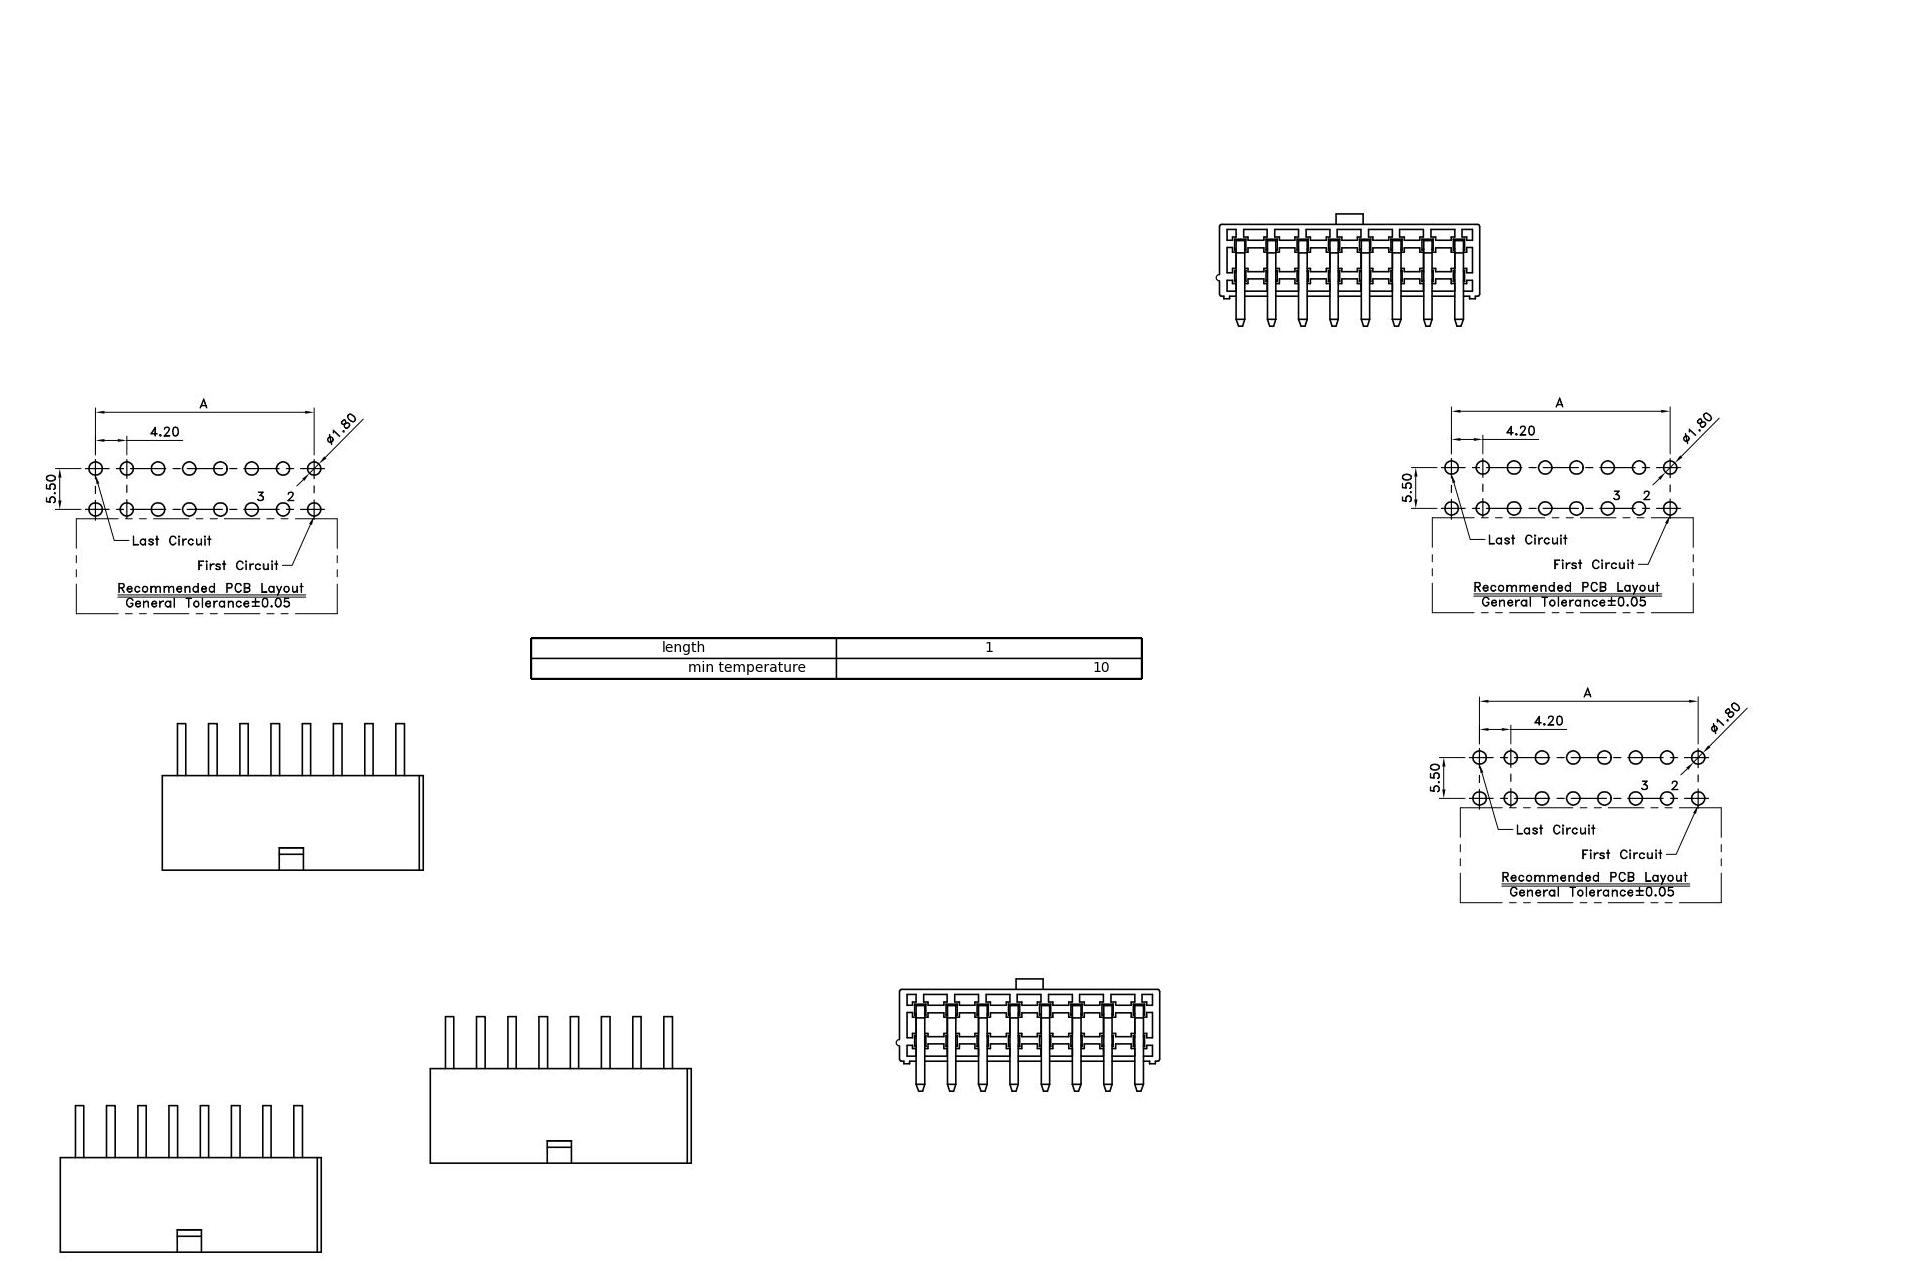 A
4.20
ø1.80
5.50
3 2
Last Circuit
First Circuit
Recommended PCB Layout
General Tolerance±0.05
A
4.20
ø1.80
5.50
3 2
Last Circuit
First Circuit
Recommended PCB Layout
General Tolerance±0.05
length 1
min temperature 10
A
4.20
ø1.80
5.50
3 2
Last Circuit
First Circuit
Recommended PCB Layout
General Tolerance±0.05